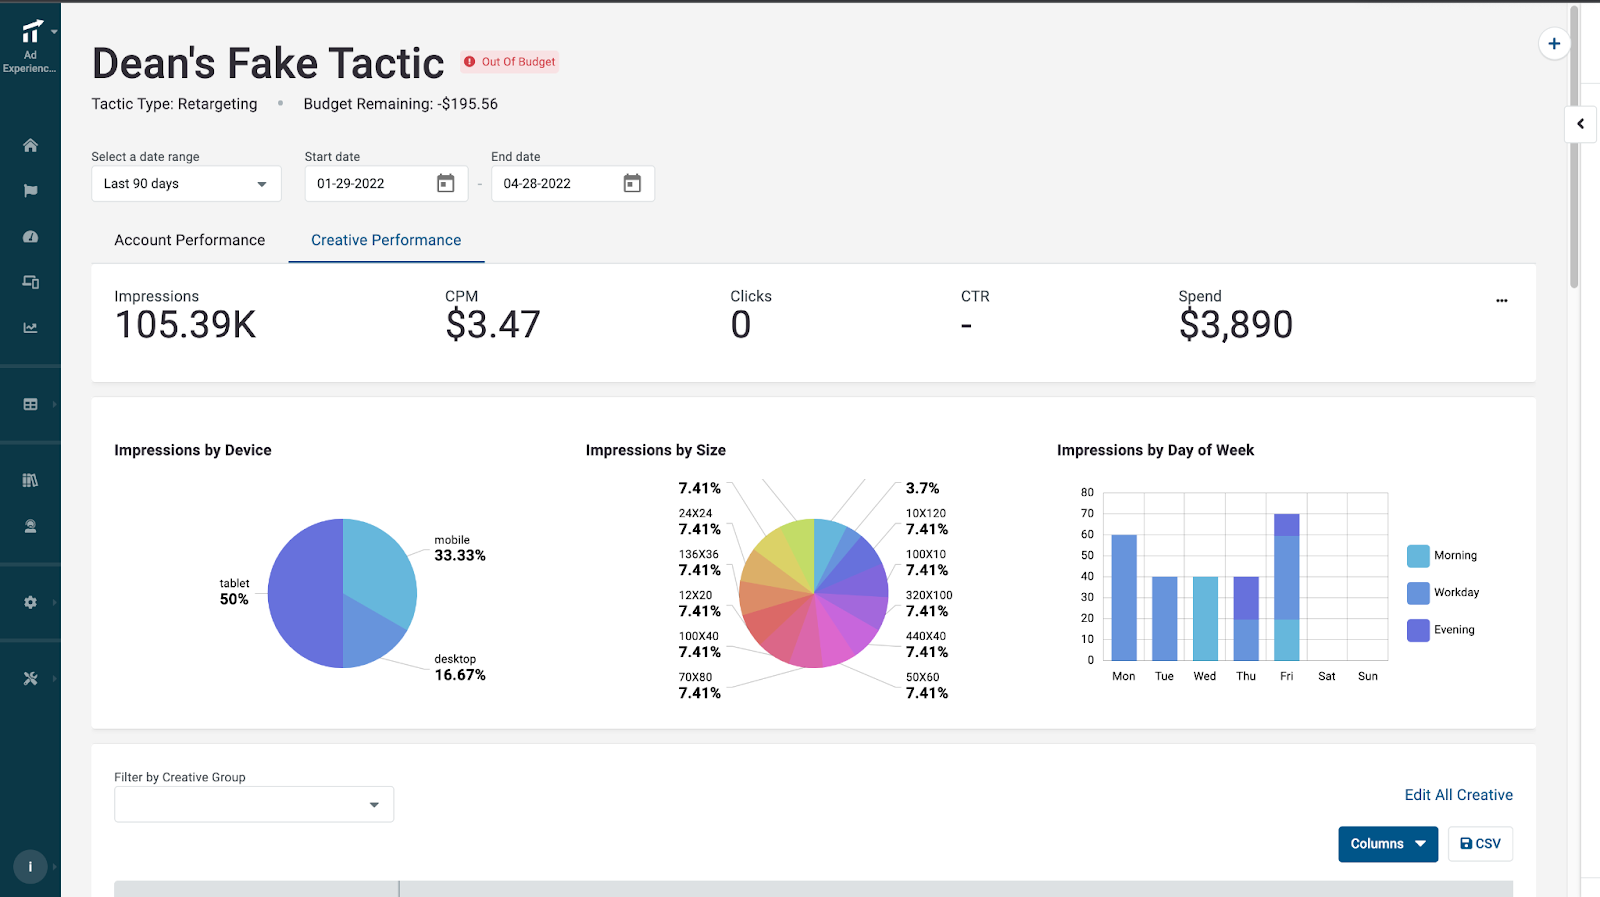 Ad
Experienc...
Dean's Fake Tactic
Out Of Budget
Tactic Type: Retargeting • Budget Remaining: -$195.56
Select a date range
Start date
End date
Last 90 days
01-29-2022
-
04-28-2022
Account Performance
Creative Performance
Impressions
105.39K
CPM
$3.47
Clicks
0
CTR
-
Spend
$3,890
Impressions by Device
mobile
33.33%
tablet
50%
desktop
16.67%
Impressions by Size
7.41%
24X24
7.41%
136X36
7.41%
12X20
7.41%
100X40
7.41%
70X80
7.41%
3.7%
10X120
7.41%
100X10
7.41%
320X100
7.41%
440X40
7.41%
50X60
7.41%
Impressions by Day of Week
80
70
60
50
40
30
20
10
0
Mon Tue Wed Thu Fri Sat Sun
Morning
Workday
Evening
Filter by Creative Group
Edit All Creative
Columns
CSV
i